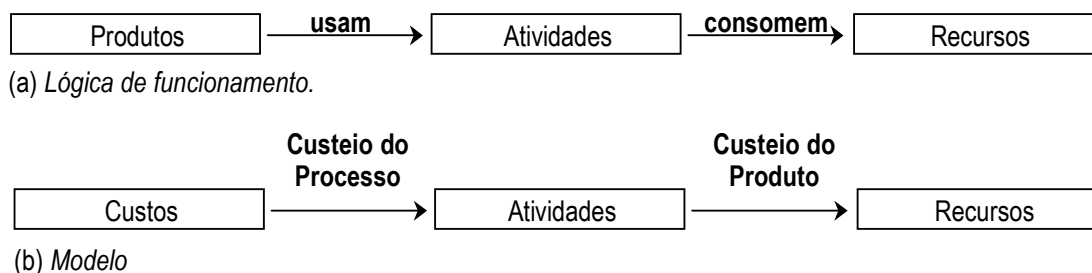 usam consomem
Produtos Atividades Recursos
(a) Lógica de funcionamento.
Custeio do Custeio do
Processo Produto
Custos Atividades Recursos
(b) Modelo